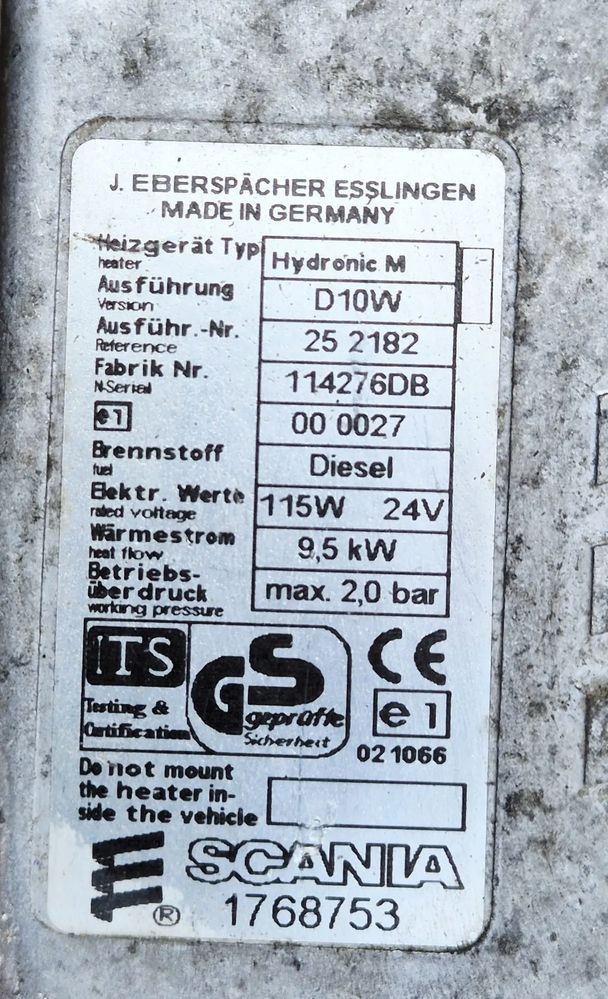 J. EBERSPÄCHER ESSLINGEN
MADE IN GERMANY
Heizgerät Typ Hydronic M
heater
Ausführung D10W
Version
Ausführ.-Nr. 25 2182
Reference
Fabrik Nr. 114276DB
N-Serial
e1 00 0027
Brennstoff Diesel
fuel
Elektr. Werte 115W 24V
rated voltage
Wärmestrom 9,5 kW
heat flow
Betriebs-
überdruck max. 2,0 bar
working pressure
ITS GS CE
Testing & geprüfte e1
Certification Sicherheit 02 1066
Do not mount
the heater in-
side the vehicle
SCANIA
® 1768753